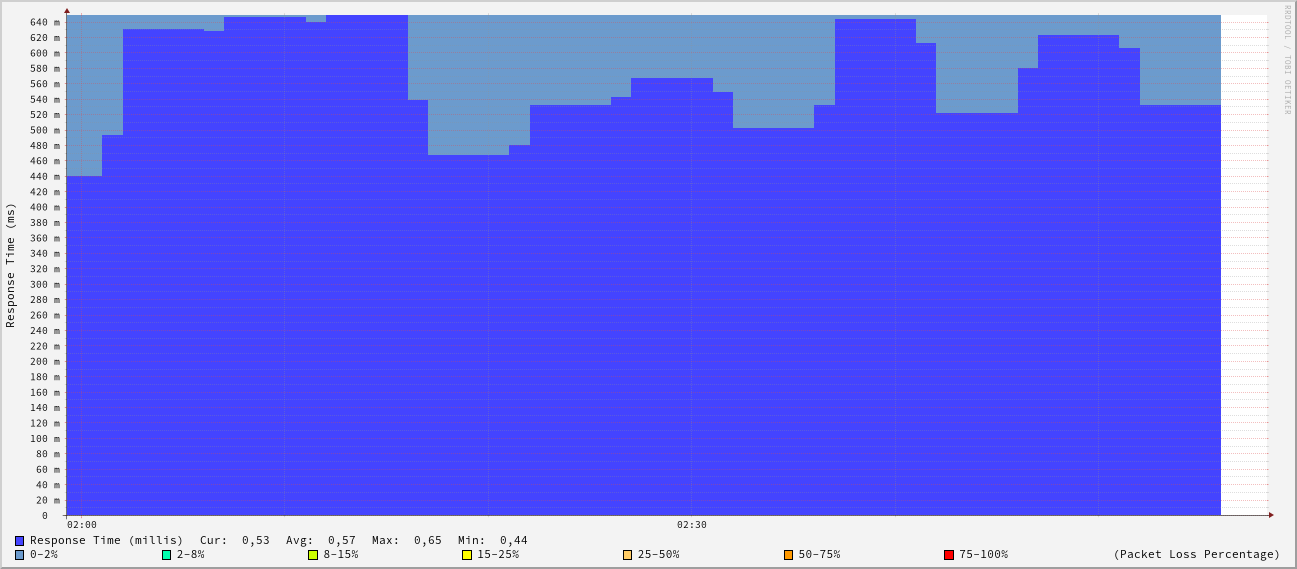 RRDTOOL / TOBI OETIKER
Response Time (ms)
640 m
620 m
600 m
580 m
560 m
540 m
520 m
500 m
480 m
460 m
440 m
420 m
400 m
380 m
360 m
340 m
320 m
300 m
280 m
260 m
240 m
220 m
200 m
180 m
160 m
140 m
120 m
100 m
80 m
60 m
40 m
20 m
0
02:00 02:30
Response Time (millis) Cur: 0,53 Avg: 0,57 Max: 0,65 Min: 0,44
0-2% 2-8% 8-15% 15-25% 25-50% 50-75% 75-100% (Packet Loss Percentage)